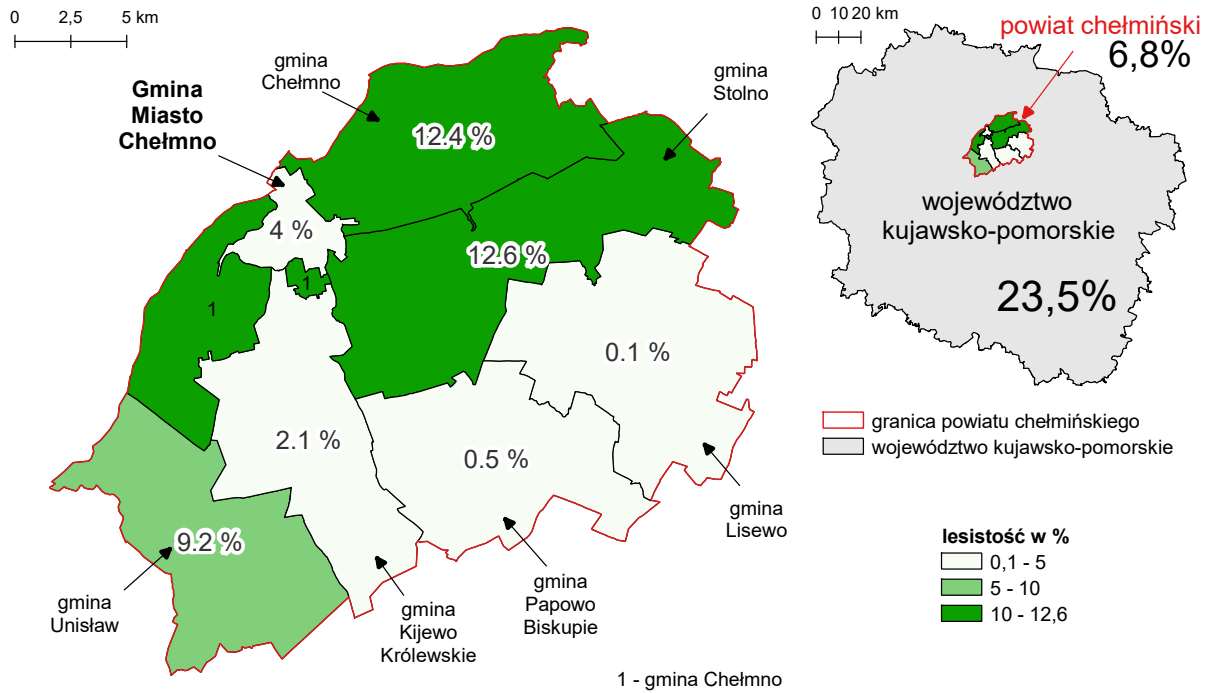 0 2,5 5 km
gmina
Chełmno
Gmina
Miasto
Chełmno
gmina
Stolno
12.4 %
4 %
12.6 %
1
1
0.1 %
2.1 %
0.5 %
9.2 %
gmina
Lisewo
gmina
Unisław
gmina
Kijewo
Królewskie
gmina
Papowo
Biskupie
1 - gmina Chełmno
0 10 20 km
powiat chełmiński
6,8%
województwo
kujawsko-pomorskie
23,5%
granica powiatu chełmińskiego
województwo kujawsko-pomorskie
lesistość w %
0,1 - 5
5 - 10
10 - 12,6